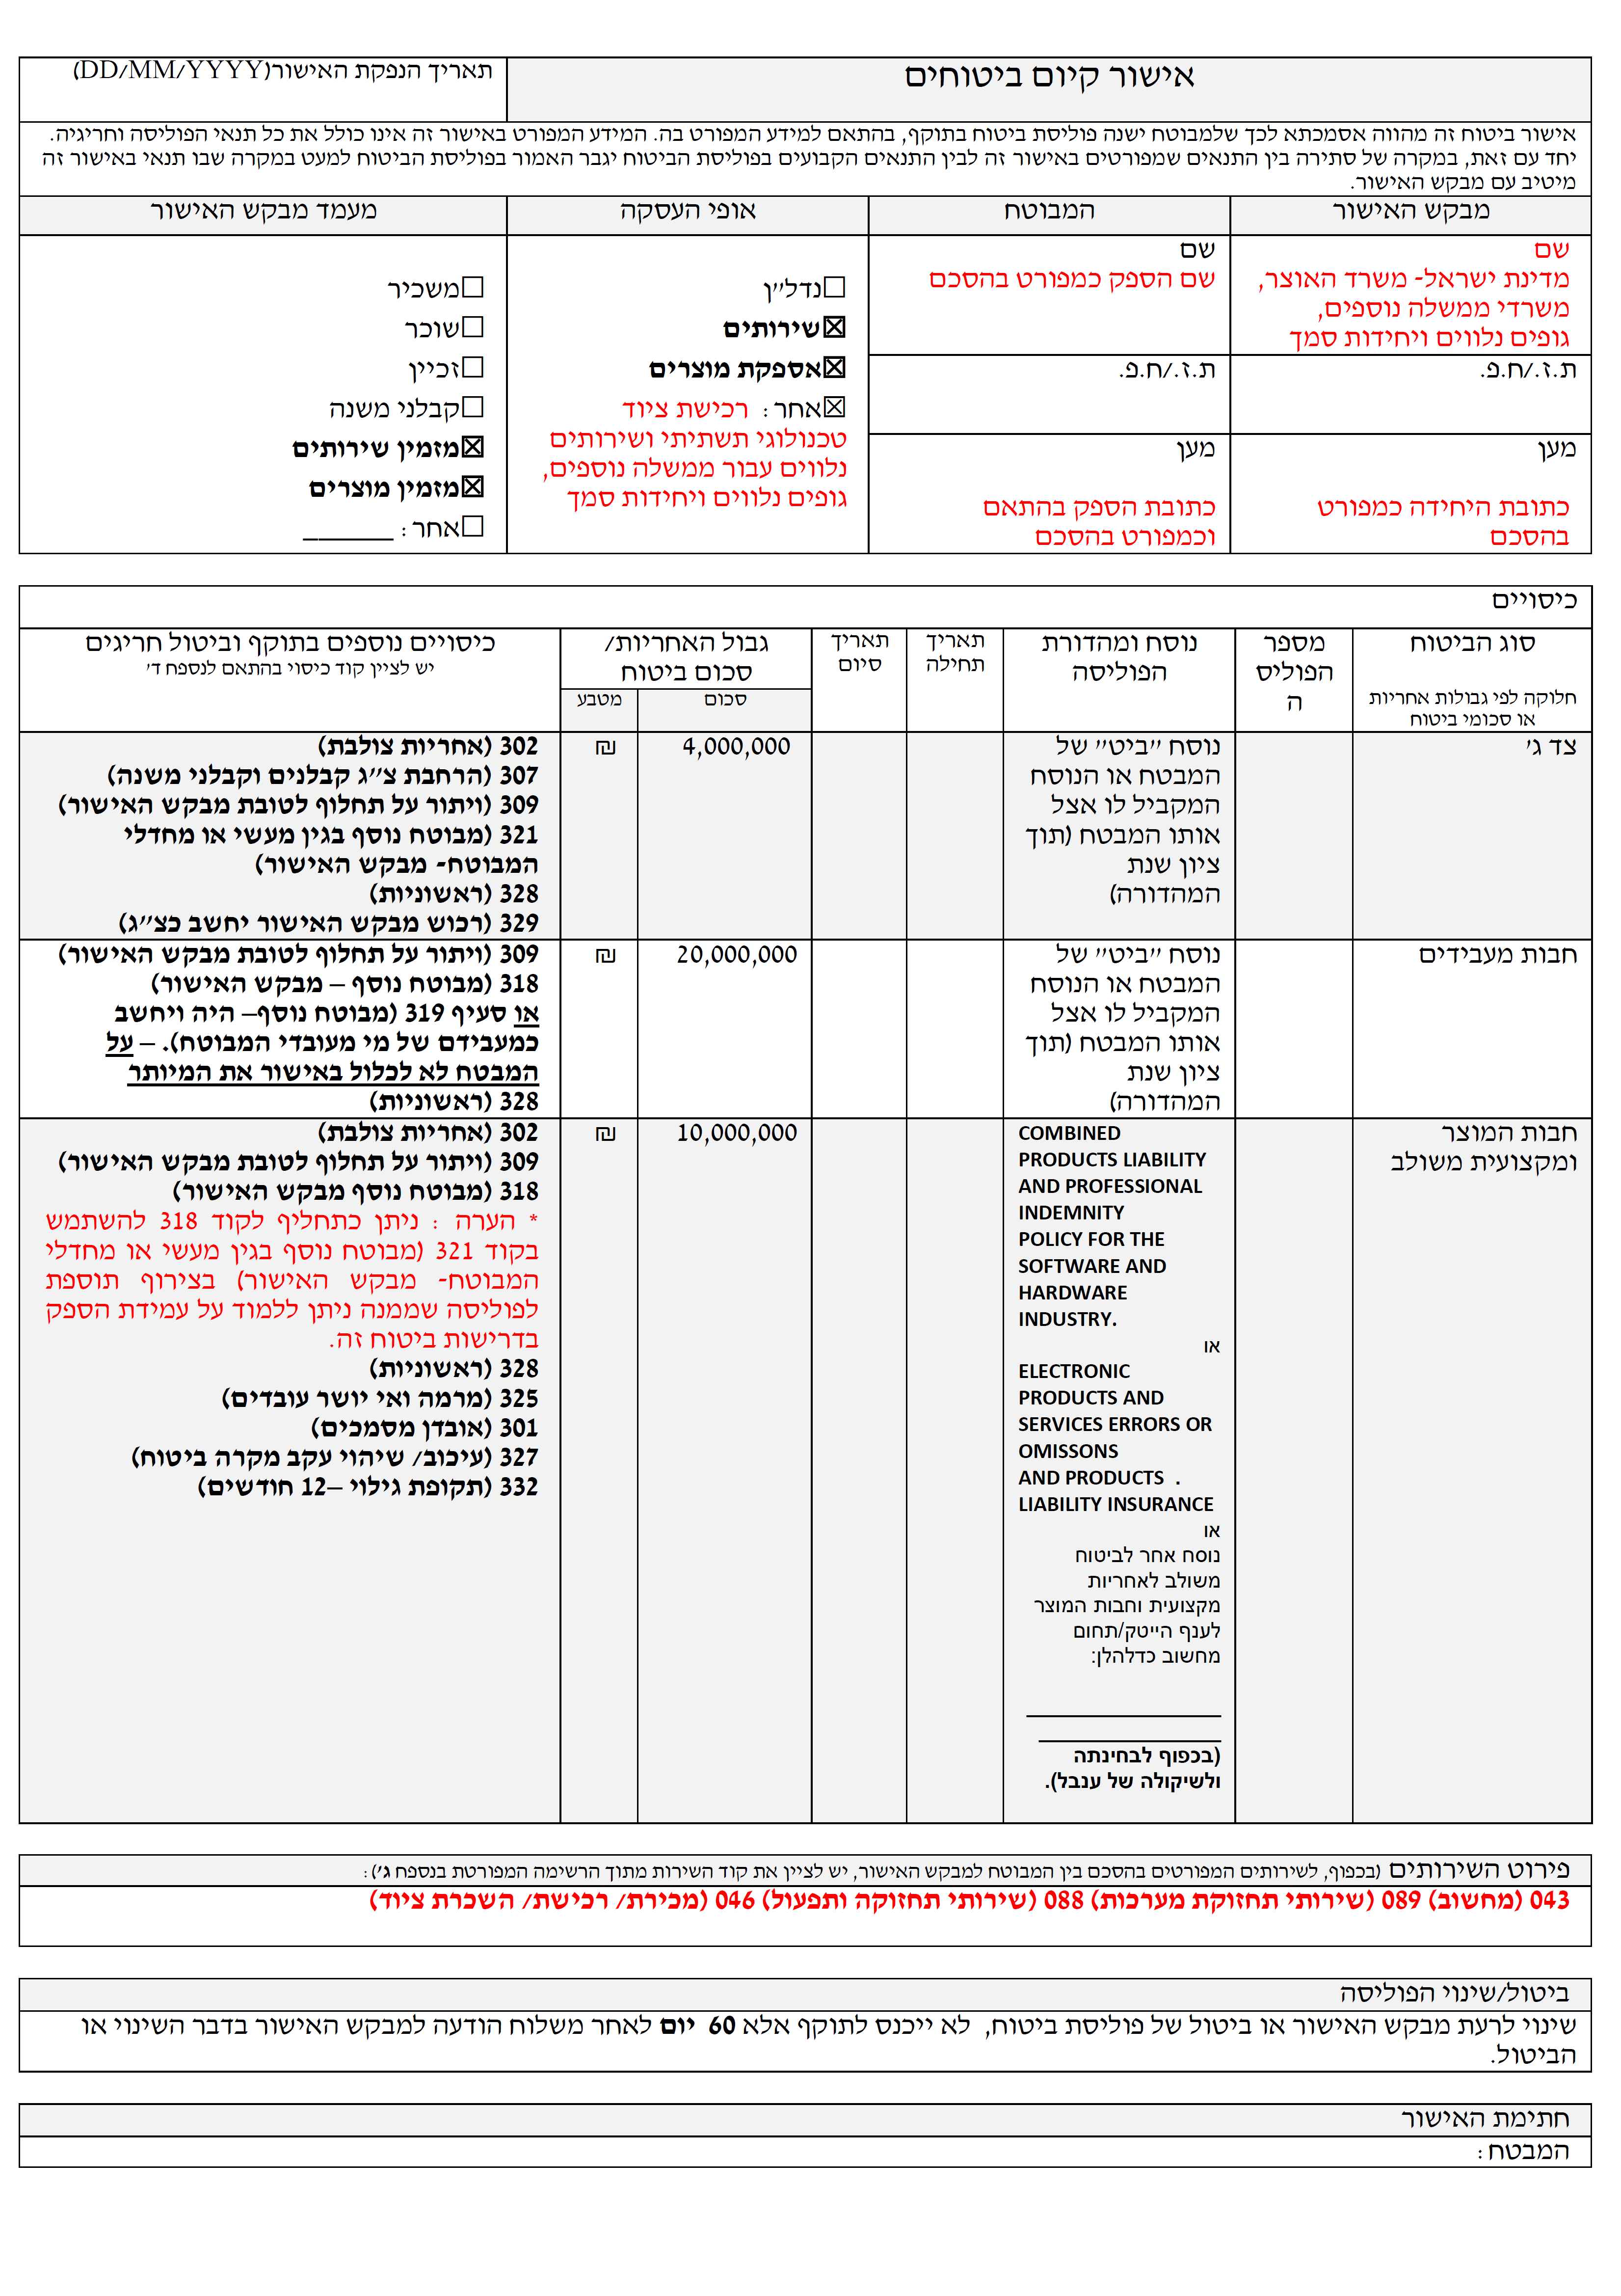 אישור קיום ביטוחים
תאריך הנפקת האישור(DD/MM/YYYY)
אישור ביטוח זה מהווה אסמכתא לכך שלמבוטח ישנה פוליסת ביטוח בתוקף, בהתאם למידע המפורט בה. המידע המפורט באישור זה אינו כולל את כל תנאי הפוליסה וחריגיה.
יחד עם זאת, במקרה של סתירה בין התנאים שמפורטים באישור זה לבין התנאים הקבועים בפוליסת הביטוח יגבר האמור בפוליסת הביטוח למעט במקרה שבו תנאי באישור זה
מיטיב עם מבקש האישור.
מבקש האישור
המבוטח
אופי העסקה
מעמד מבקש האישור
שם
מדינת ישראל- משרד האוצר,
משרדי ממשלה נוספים,
גופים נלווים ויחידות סמך
ת.ז./ח.פ.
מען
כתובת היחידה כמפורט
בהסכם
שם
שם הספק כמפורט בהסכם
ת.ז./ח.פ.
מען
כתובת הספק בהתאם
וכמפורט בהסכם
☐נדל"ן
☒שירותים
☒אספקת מוצרים
☒אחר: רכישת ציוד
טכנולוגי תשתיתי ושירותים
נלווים עבור ממשלה נוספים,
גופים נלווים ויחידות סמך
☐משכיר
☐שוכר
☐זכיין
☐קבלני משנה
☒מזמין שירותים
☒מזמין מוצרים
☐אחר: ______
כיסויים
סוג הביטוח
חלוקה לפי גבולות אחריות
או סכומי ביטוח
מספר
הפוליס
ה
נוסח ומהדורת
הפוליסה
תאריך
תחילה
תאריך
סיום
גבול האחריות/
סכום ביטוח
סכום
מטבע
כיסויים נוספים בתוקף וביטול חריגים
יש לציין קוד כיסוי בהתאם לנספח ד'
צד ג'
נוסח "ביט" של
המבטח או הנוסח
המקביל לו אצל
אותו המבטח (תוך
ציון שנת
המהדורה)
4,000,000
₪
302 (אחריות צולבת)
307 (הרחבת צ"ג קבלנים וקבלני משנה)
309 (ויתור על תחלוף לטובת מבקש האישור)
321 (מבוטח נוסף בגין מעשי או מחדלי
המבוטח- מבקש האישור)
328 (ראשוניות)
329 (רכוש מבקש האישור יחשב כצ"ג)
חבות מעבידים
נוסח "ביט" של
המבטח או הנוסח
המקביל לו אצל
אותו המבטח (תוך
ציון שנת
המהדורה)
20,000,000
₪
309 (ויתור על תחלוף לטובת מבקש האישור)
318 (מבוטח נוסף – מבקש האישור)
או סעיף 319 (מבוטח נוסף– היה ויחשב
כמעבידם של מי מעובדי המבוטח). – על
המבטח לא לכלול באישור את המיותר
328 (ראשוניות)
חבות המוצר
ומקצועית משולב
COMBINED
PRODUCTS LIABILITY
AND PROFESSIONAL
INDEMNITY
POLICY FOR THE
SOFTWARE AND
HARDWARE
INDUSTRY.
או
ELECTRONIC
PRODUCTS AND
SERVICES ERRORS OR
OMISSONS
AND PRODUCTS .
LIABILITY INSURANCE
או
נוסח אחר לביטוח
משולב לאחריות
מקצועית וחבות המוצר
לענף הייטק/תחום
מחשוב כדלהלן:
(בכפוף לבחינתה
ולשיקולה של ענבל).
10,000,000
₪
302 (אחריות צולבת)
309 (ויתור על תחלוף לטובת מבקש האישור)
318 (מבוטח נוסף מבקש האישור)
* הערה : ניתן כתחליף לקוד 318 להשתמש
בקוד 321 (מבוטח נוסף בגין מעשי או מחדלי
המבוטח- מבקש האישור) בצירוף תוספת
לפוליסה שממנה ניתן ללמוד על עמידת הספק
בדרישות ביטוח זה.
328 (ראשוניות)
325 (מרמה ואי יושר עובדים)
301 (אובדן מסמכים)
327 (עיכוב/ שיהוי עקב מקרה ביטוח)
332 (תקופת גילוי –12 חודשים)
פירוט השירותים (בכפוף, לשירותים המפורטים בהסכם בין המבוטח למבקש האישור, יש לציין את קוד השירות מתוך הרשימה המפורטת בנספח ג'):
043 (מחשוב) 089 (שירותי תחזוקת מערכות) 088 (שירותי תחזוקה ותפעול) 046 (מכירת/ רכישת/ השכרת ציוד)
ביטול/שינוי הפוליסה
שינוי לרעת מבקש האישור או ביטול של פוליסת ביטוח, לא ייכנס לתוקף אלא 60 יום לאחר משלוח הודעה למבקש האישור בדבר השינוי או
הביטול.
חתימת האישור
המבטח: